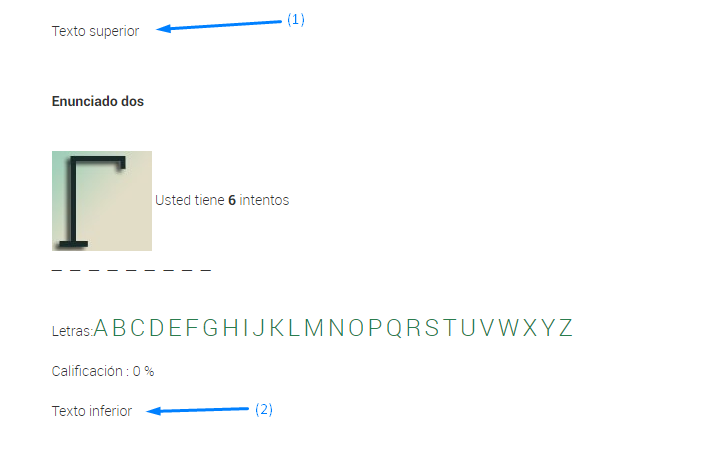 Texto superior (1)
Enunciado dos
Usted tiene 6 intentos
_ _ _ _ _ _ _ _ _
Letras:A B C D E F G H I J K L M N O P Q R S T U V W X Y Z
Calificación : 0 %
Texto inferior (2)